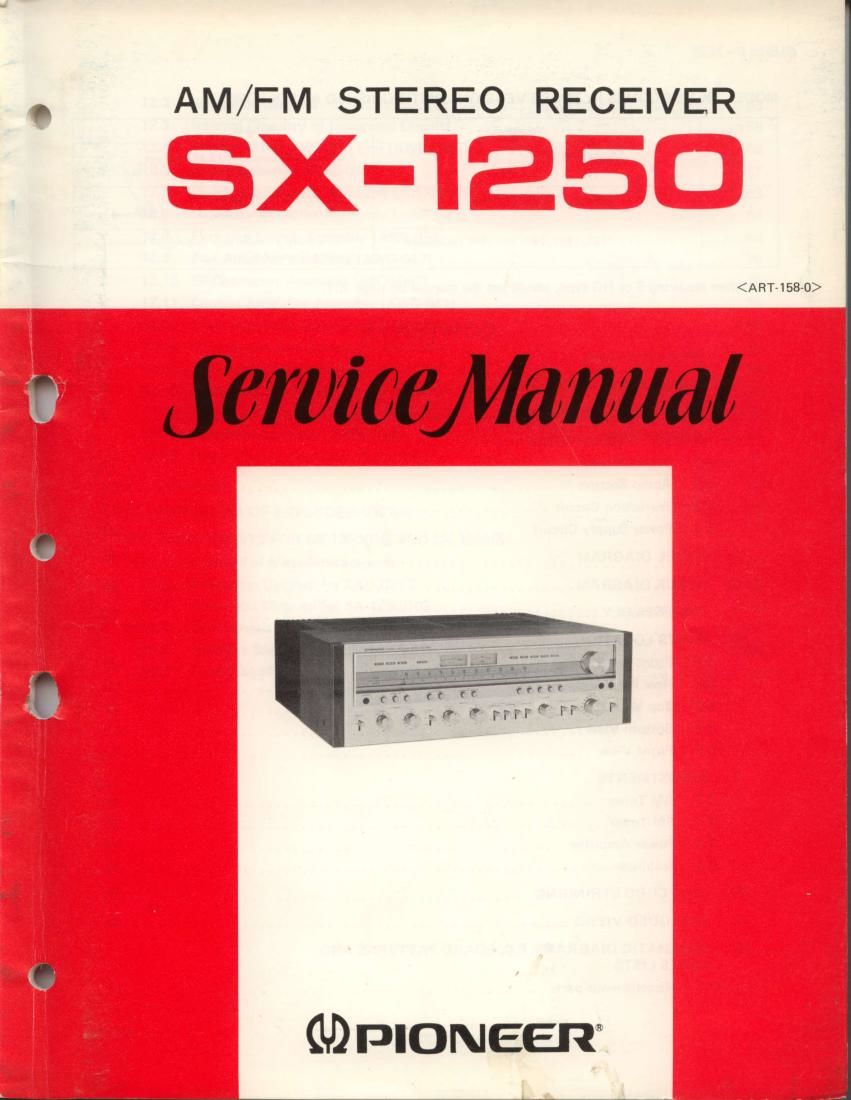 AM/FM STEREO RECEIVER
SX-1250
<ART-158-0>
Service Manual
PIONEER®